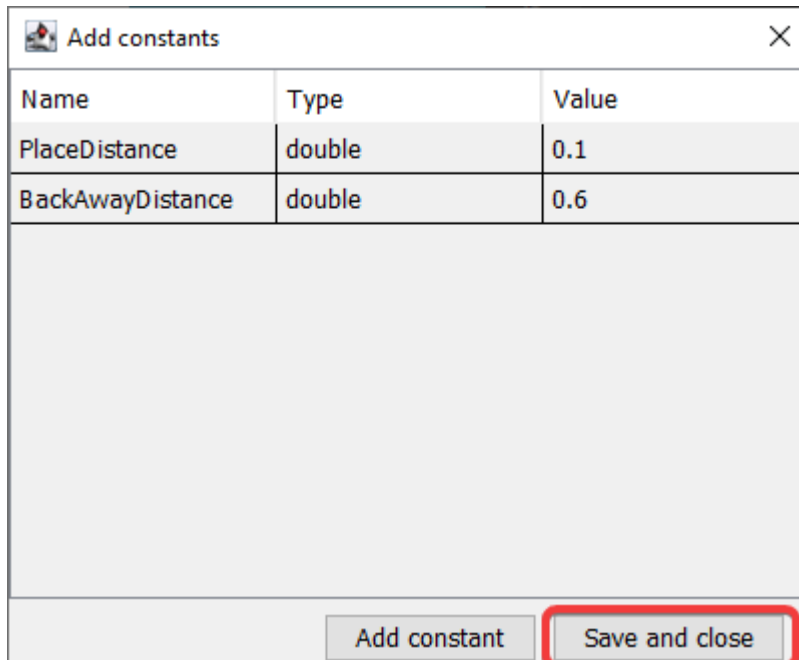 Add constants
Name Type Value
PlaceDistance double 0.1
BackAwayDistance double 0.6
Add constant Save and close